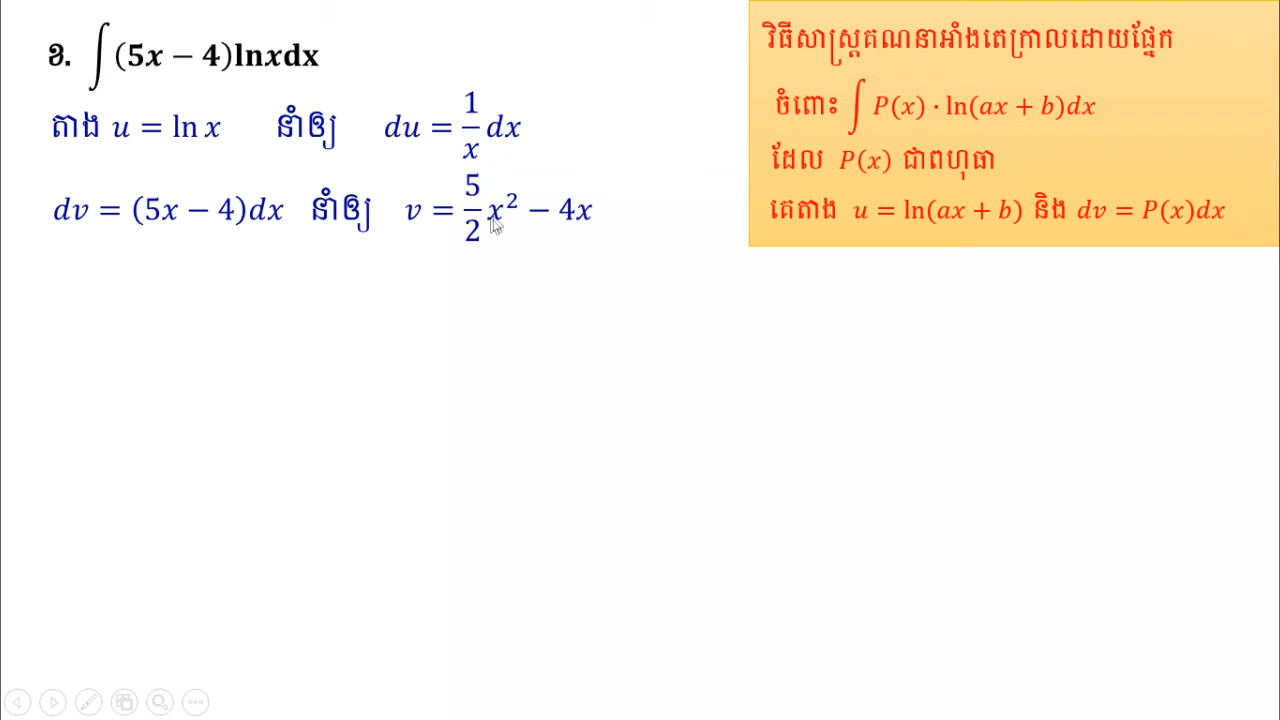 ខ. ∫(5x − 4)lnxdx
តាង u = ln x នាំឲ្យ du = 1/x dx
dv = (5x − 4)dx នាំឲ្យ v = 5/2 x² − 4x
វិធីសាស្ត្រគណនាអាំងតេក្រាលដោយផ្នែក
ចំពោះ ∫ P(x) · ln(ax + b)dx
ដែល P(x) ជាពហុធា
គេតាង u = ln(ax + b) និង dv = P(x)dx